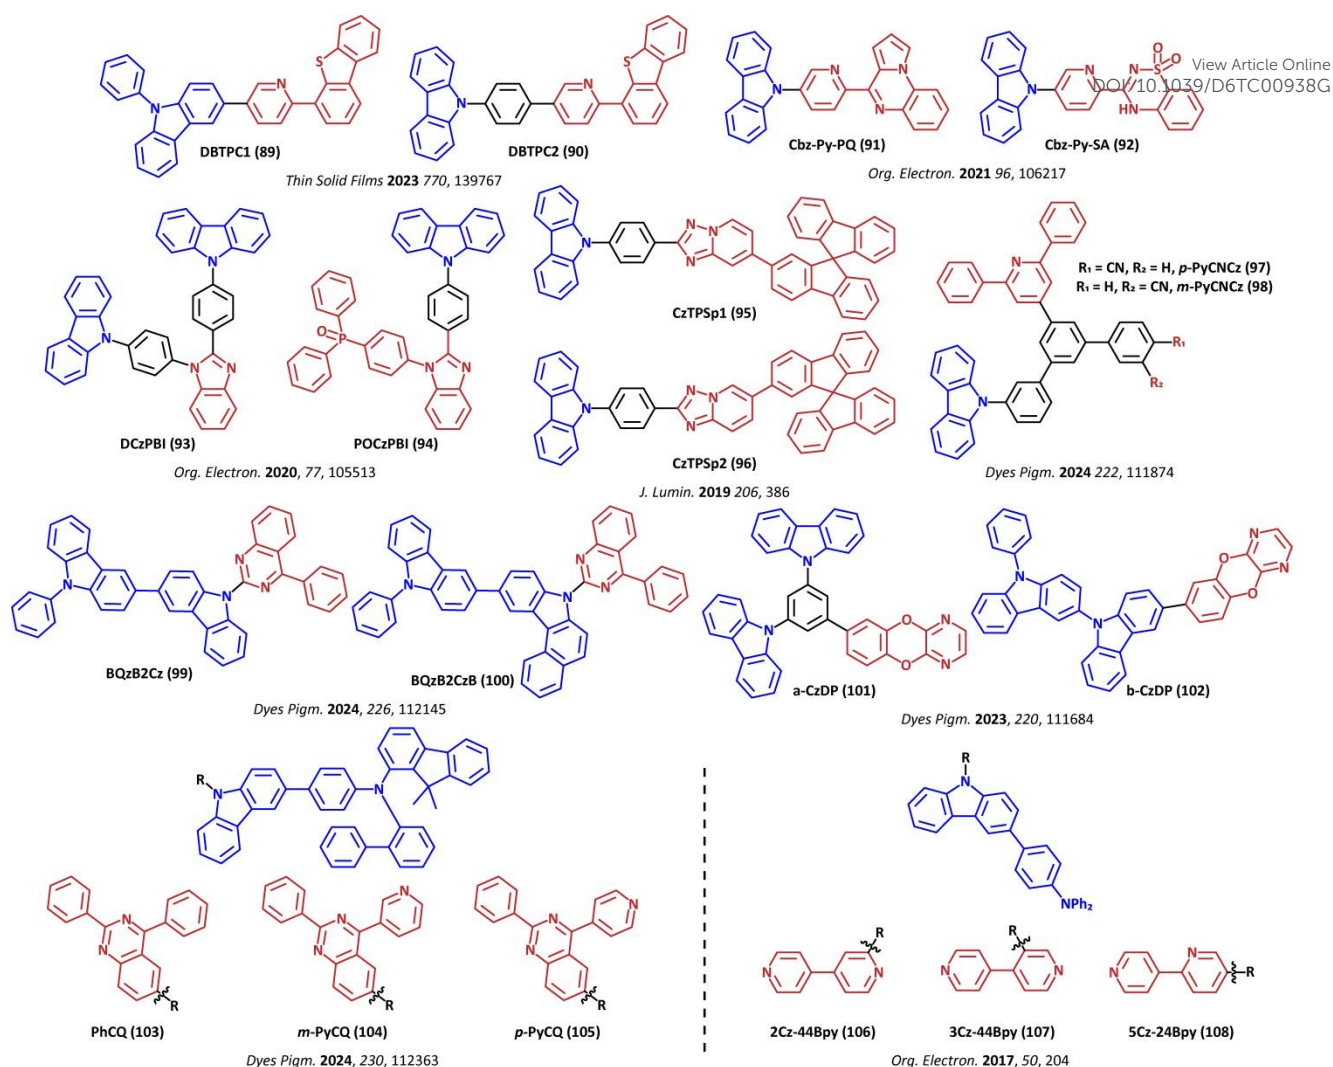 View Article Online
DOI: 10.1039/D6TC00938G
DBTPC1 (89)
DBTPC2 (90)
Cbz-Py-PQ (91)
Cbz-Py-SA (92)
Thin Solid Films 2023 770, 139767
Org. Electron. 2021 96, 106217
DCzPBI (93)
POCzPBI (94)
CzTPSp1 (95)
CzTPSp2 (96)
R₁ = CN, R₂ = H, p-PyCNCz (97)
R₁ = H, R₂ = CN, m-PyCNCz (98)
R₁
R₂
Org. Electron. 2020, 77, 105513
J. Lumin. 2019 206, 386
Dyes Pigm. 2024 222, 111874
BQzB2Cz (99)
BQzB2CzB (100)
a-CzDP (101)
b-CzDP (102)
Dyes Pigm. 2024, 226, 112145
Dyes Pigm. 2023, 220, 111684
R
N
N
R
N
NPh₂
N
N
R
N
N
N
R
N
N
N
R
N
R
N
N
R
N
N
N
R
PhCQ (103)
m-PyCQ (104)
p-PyCQ (105)
2Cz-44Bpy (106)
3Cz-44Bpy (107)
5Cz-24Bpy (108)
Dyes Pigm. 2024, 230, 112363
Org. Electron. 2017, 50, 204